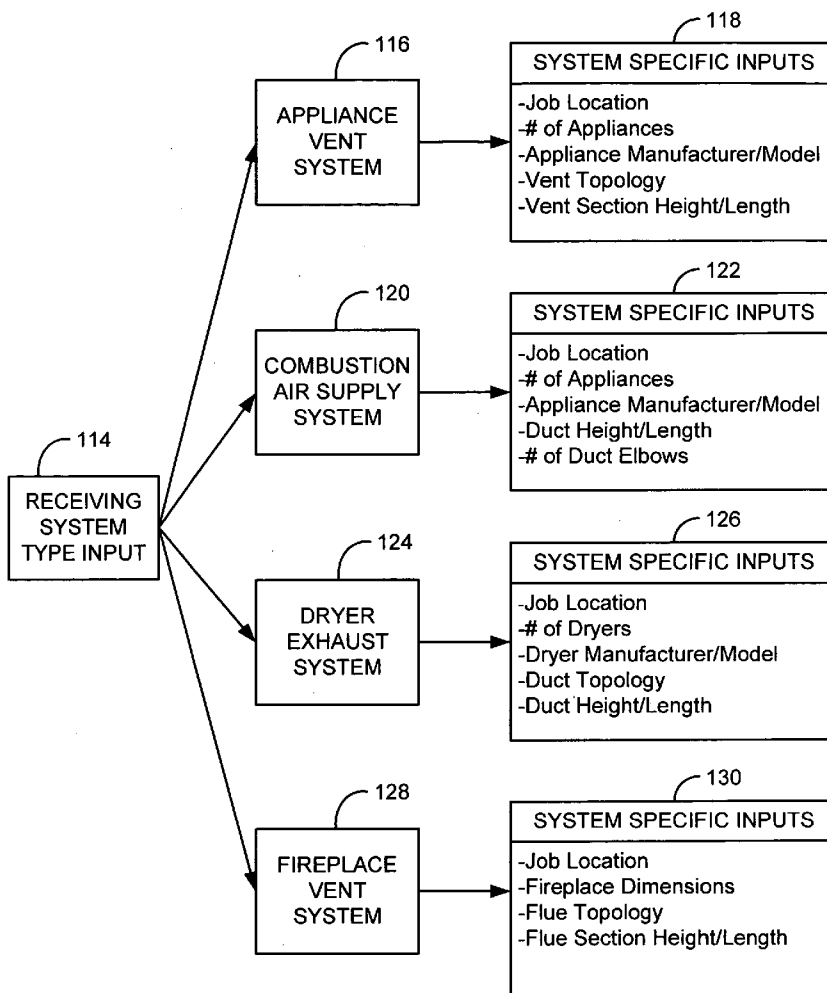 116
APPLIANCE
VENT
SYSTEM
118
SYSTEM SPECIFIC INPUTS
-Job Location
-# of Appliances
-Appliance Manufacturer/Model
-Vent Topology
-Vent Section Height/Length
120
COMBUSTION
AIR SUPPLY
SYSTEM
122
SYSTEM SPECIFIC INPUTS
-Job Location
-# of Appliances
-Appliance Manufacturer/Model
-Duct Height/Length
-# of Duct Elbows
114
RECEIVING
SYSTEM
TYPE INPUT
124
DRYER
EXHAUST
SYSTEM
126
SYSTEM SPECIFIC INPUTS
-Job Location
-# of Dryers
-Dryer Manufacturer/Model
-Duct Topology
-Duct Height/Length
128
FIREPLACE
VENT
SYSTEM
130
SYSTEM SPECIFIC INPUTS
-Job Location
-Fireplace Dimensions
-Flue Topology
-Flue Section Height/Length